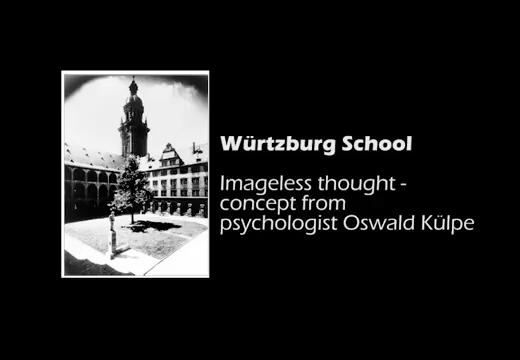 Würtzburg School
Imageless thought -
concept from
psychologist Oswald Külpe